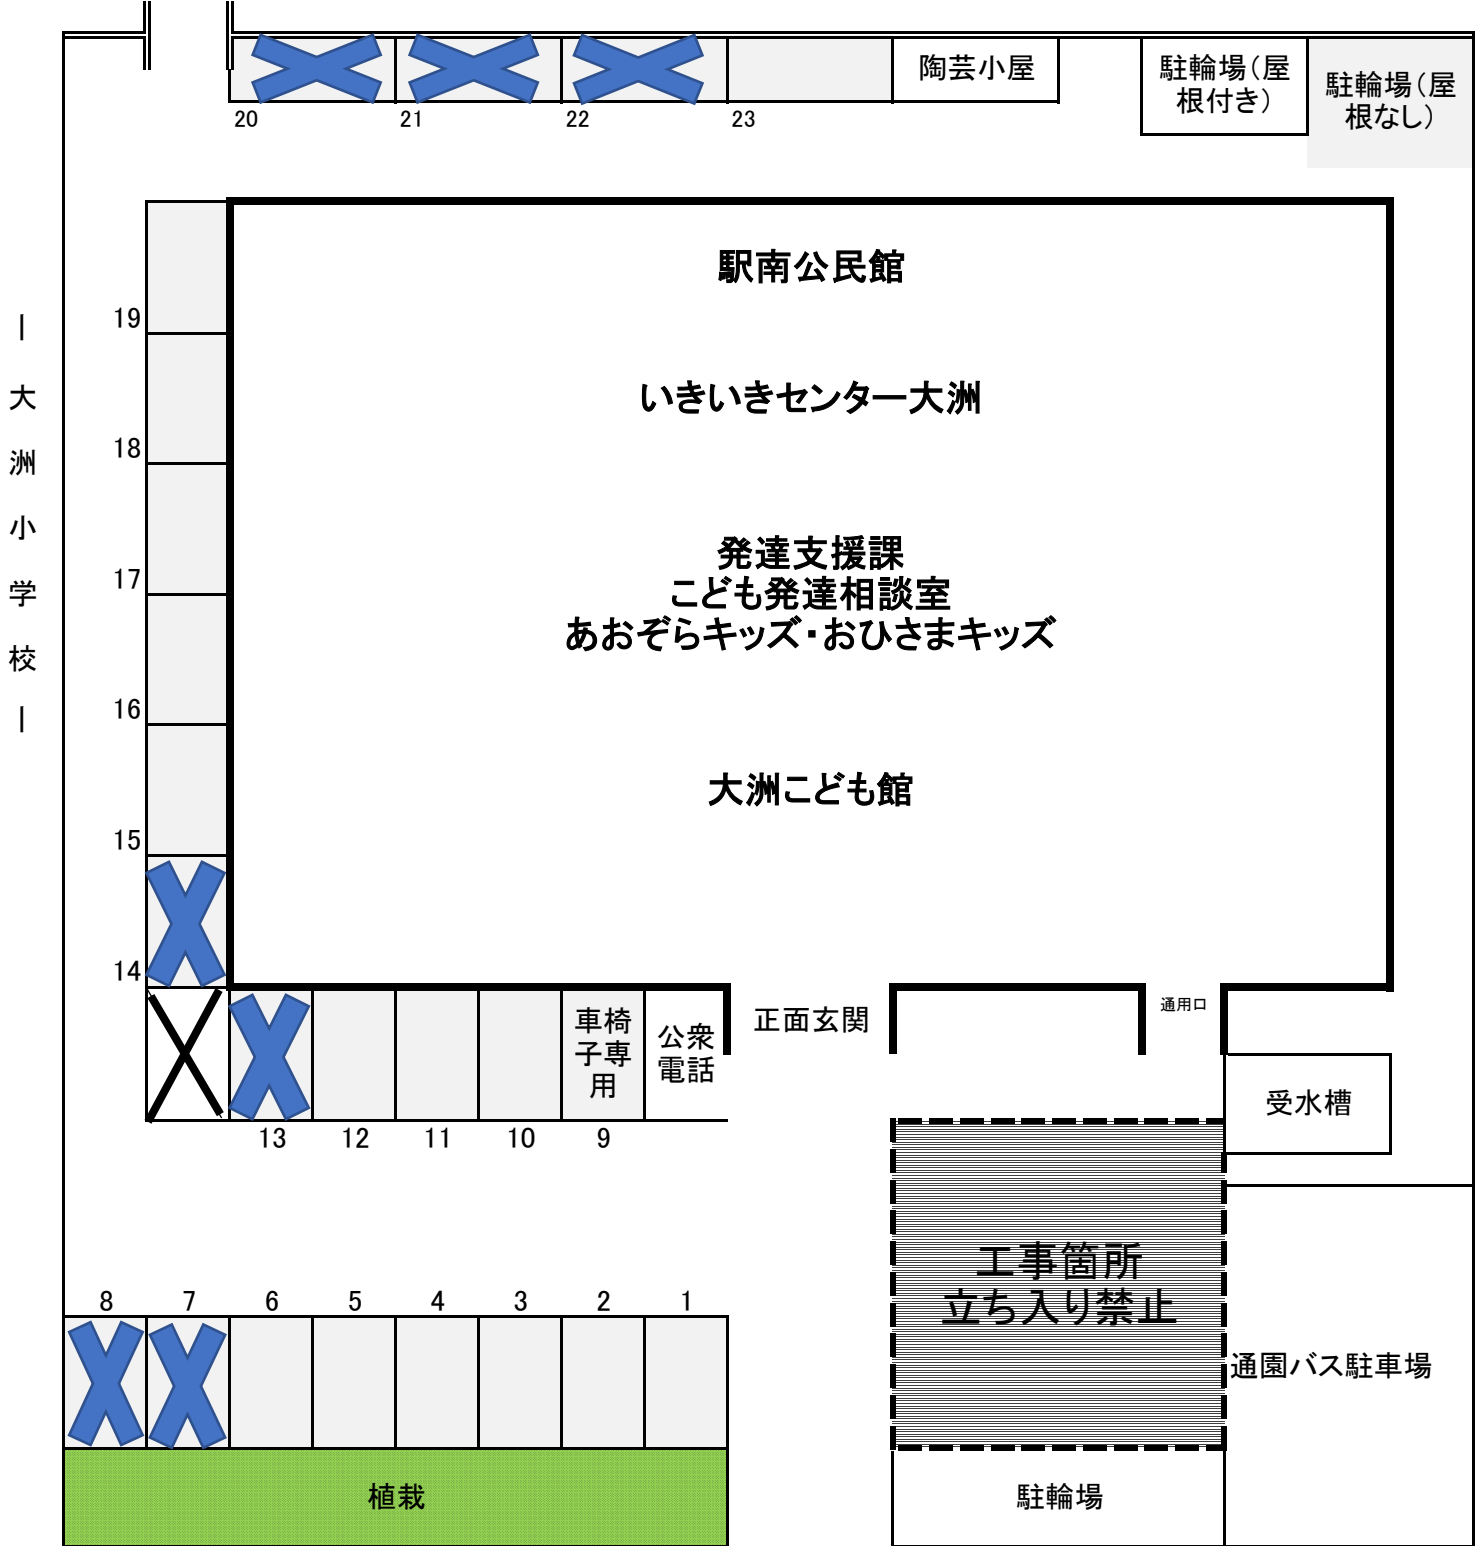 陶芸小屋
駐輪場(屋
根付き)
駐輪場(屋
根なし)
20
21
22
23
駅南公民館
いきいきセンター大洲
発達支援課
こども発達相談室
あおぞらキッズ・おひさまキッズ
大洲こども館
ー大洲小学校ー
19
18
17
16
15
14
車椅
子専
用
公衆
電話
正面玄関
通用口
受水槽
13
12
11
10
9
工事箇所
立ち入り禁止
8
7
6
5
4
3
2
1
通園バス駐車場
植栽
駐輪場